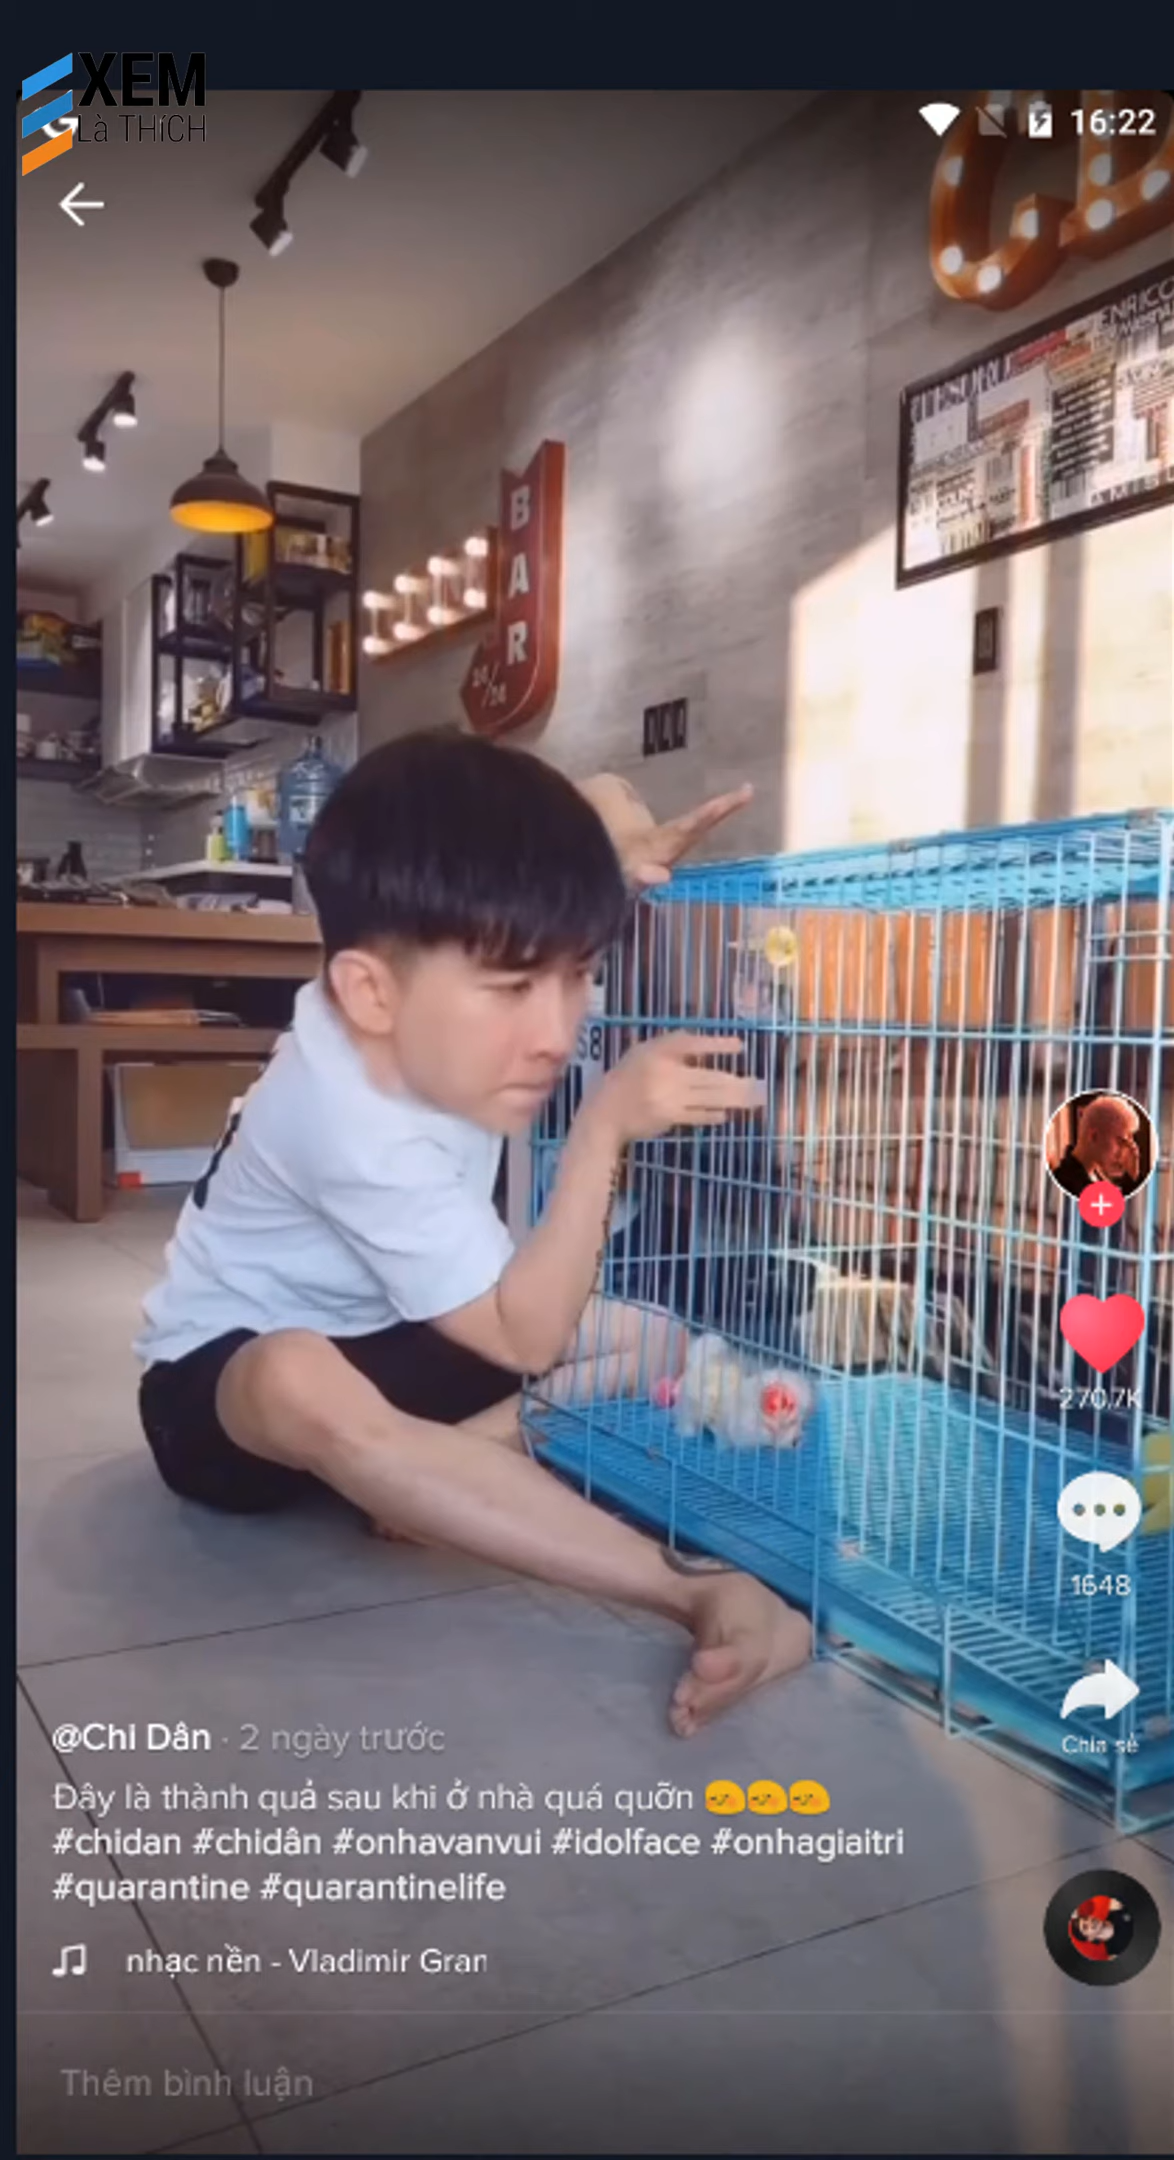 XEM
Là THíCH
16:22
BAR
S8
270.7K
1648
Chia sẻ
@Chi Dân · 2 ngày trước
Đây là thành quả sau khi ở nhà quá quỡn
#chidan #chidân #onhavanvui #idolface #onhagiaitri
#quarantine #quarantinelife
nhạc nền - Vladimir Gran
Thêm bình luận